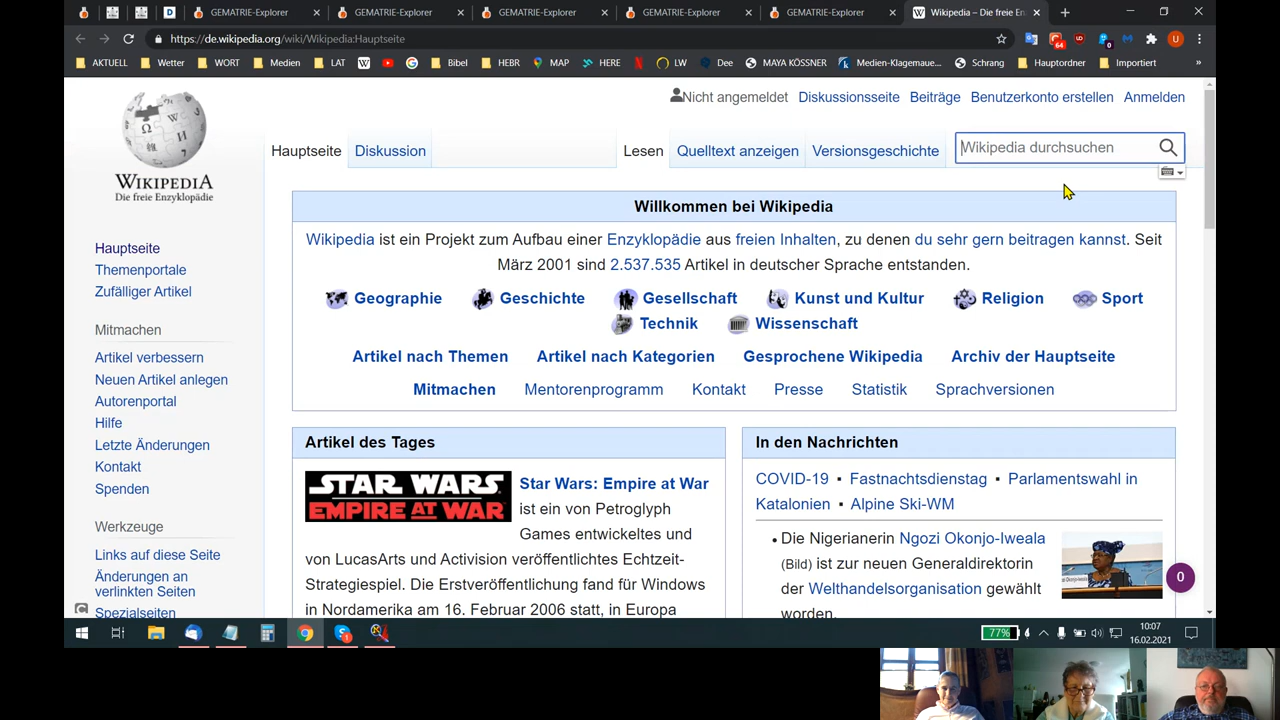 GEMATRIE-Explorer
GEMATRIE-Explorer
GEMATRIE-Explorer
GEMATRIE-Explorer
GEMATRIE-Explorer
Wikipedia – Die freie En
https://de.wikipedia.org/wiki/Wikipedia:Hauptseite
64
0
U
AKTUELL Wetter WORT Medien LAT Bibel HEBR MAP HERE LW Dee MAYA KÖSSNER Medien-Klagemaue... Schrang Hauptordner Importiert »
Nicht angemeldet Diskussionsseite Beiträge Benutzerkonto erstellen Anmelden
Hauptseite Diskussion Lesen Quelltext anzeigen Versionsgeschichte Wikipedia durchsuchen
WIKIPEDIA
Die freie Enzyklopädie
Hauptseite
Themenportale
Zufälliger Artikel
Mitmachen
Artikel verbessern
Neuen Artikel anlegen
Autorenportal
Hilfe
Letzte Änderungen
Kontakt
Spenden
Werkzeuge
Links auf diese Seite
Änderungen an
verlinkten Seiten
Spezialseiten
Willkommen bei Wikipedia
Wikipedia ist ein Projekt zum Aufbau einer Enzyklopädie aus freien Inhalten, zu denen du sehr gern beitragen kannst. Seit
März 2001 sind 2.537.535 Artikel in deutscher Sprache entstanden.
Geographie Geschichte Gesellschaft Kunst und Kultur Religion Sport
Technik Wissenschaft
Artikel nach Themen Artikel nach Kategorien Gesprochene Wikipedia Archiv der Hauptseite
Mitmachen Mentorenprogramm Kontakt Presse Statistik Sprachversionen
Artikel des Tages
STAR WARS
EMPIRE AT WAR
Star Wars: Empire at War
ist ein von Petroglyph
Games entwickeltes und
von LucasArts und Activision veröffentlichtes Echtzeit-
Strategiespiel. Die Erstveröffentlichung fand für Windows
in Nordamerika am 16. Februar 2006 statt, in Europa
In den Nachrichten
COVID-19 ▪ Fastnachtsdienstag ▪ Parlamentswahl in
Katalonien ▪ Alpine Ski-WM
• Die Nigerianerin Ngozi Okonjo-Iweala
(Bild) ist zur neuen Generaldirektorin
der Welthandelsorganisation gewählt
worden.
0
77%
10:07
16.02.2021